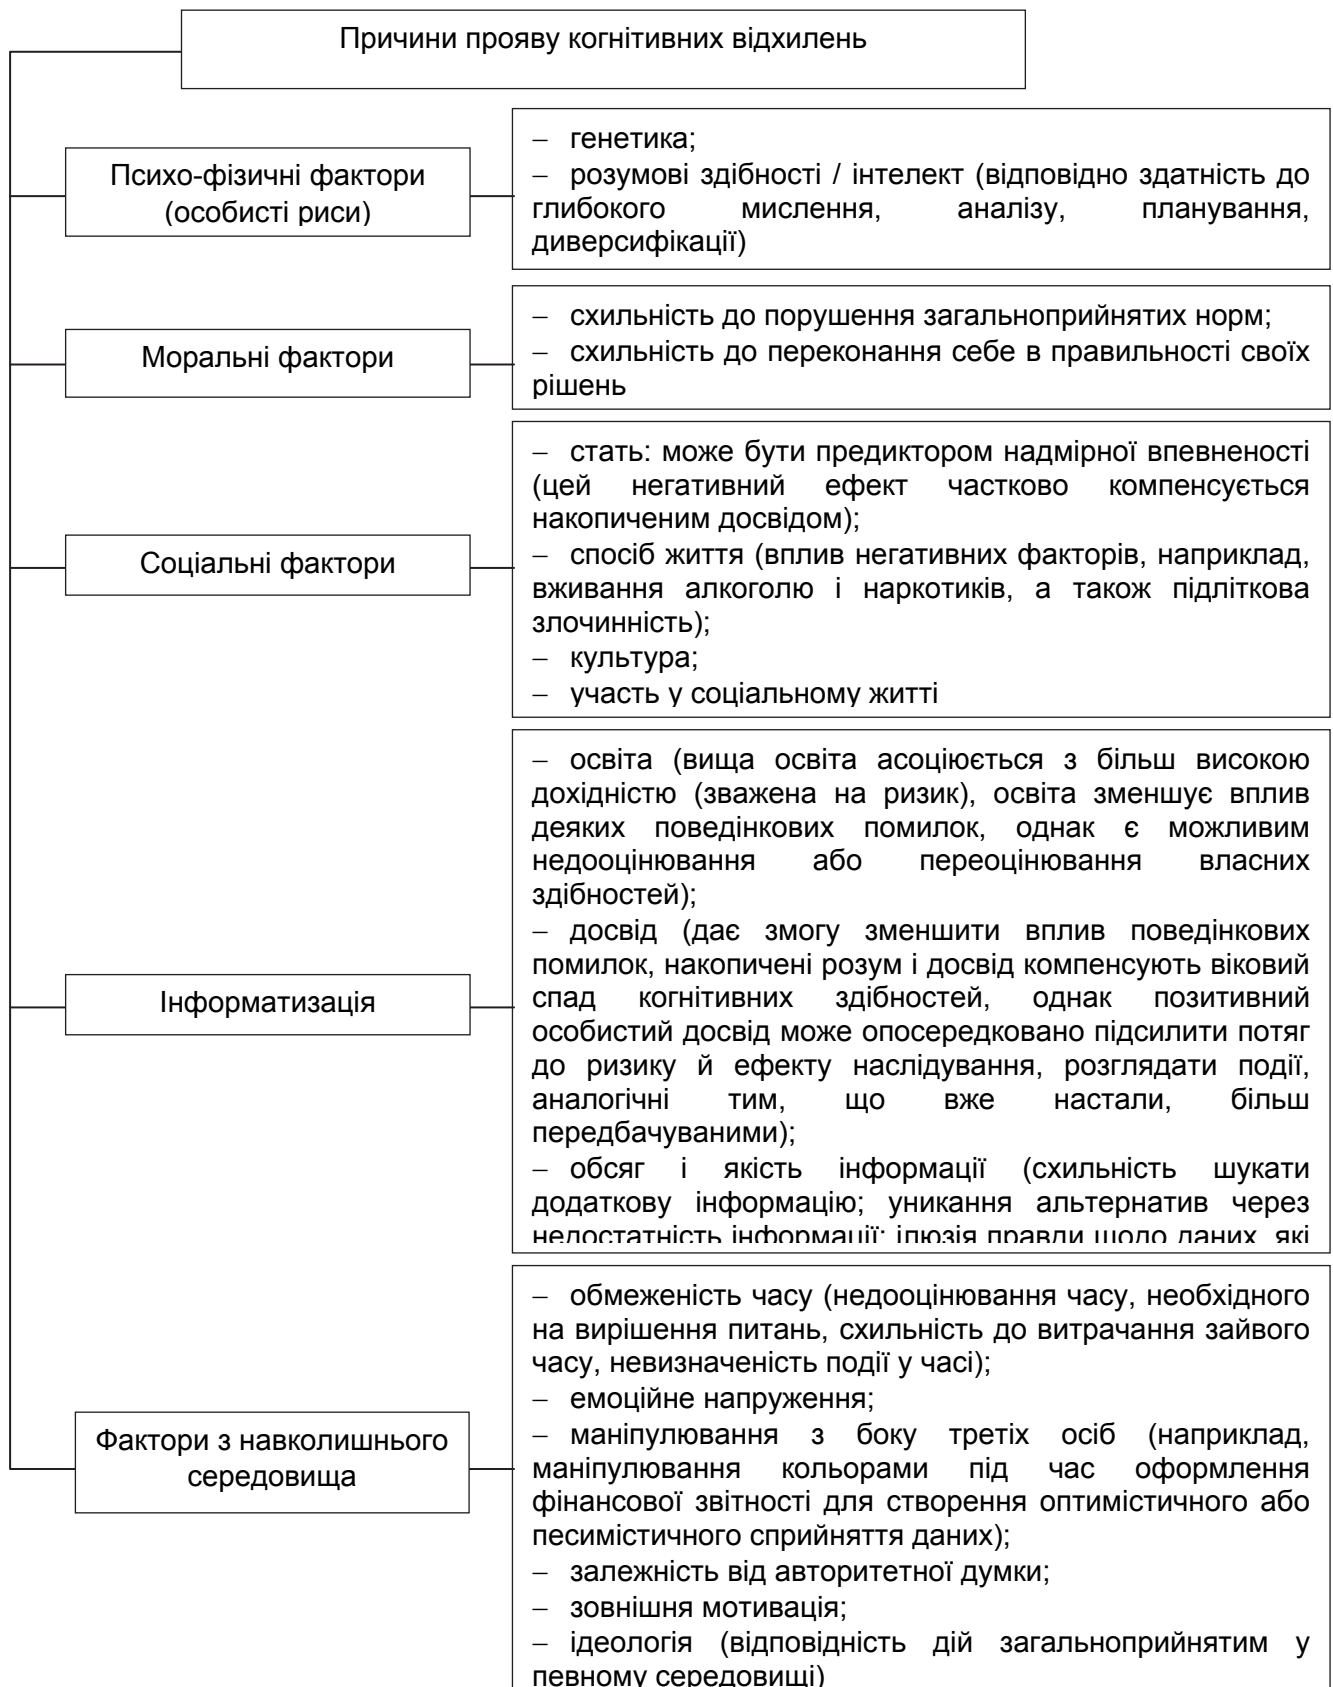 Причини прояву когнітивних відхилень
Психо-фізичні фактори
(особисті риси)
– генетика;
– розумові здібності / інтелект (відповідно здатність до
глибокого мислення, аналізу, планування,
диверсифікації)
Моральні фактори
– схильність до порушення загальноприйнятих норм;
– схильність до переконання себе в правильності своїх
рішень
Соціальні фактори
– стать: може бути предиктором надмірної впевненості
(цей негативний ефект частково компенсується
накопиченим досвідом);
– спосіб життя (вплив негативних факторів, наприклад,
вживання алкоголю і наркотиків, а також підліткова
злочинність);
– культура;
– участь у соціальному житті
Інформатизація
– освіта (вища освіта асоціюється з більш високою
дохідністю (зважена на ризик), освіта зменшує вплив
деяких поведінкових помилок, однак є можливим
недооцінювання або переоцінювання власних
здібностей);
– досвід (дає змогу зменшити вплив поведінкових
помилок, накопичені розум і досвід компенсують віковий
спад когнітивних здібностей, однак позитивний
особистий досвід може опосередковано підсилити потяг
до ризику й ефекту наслідування, розглядати події,
аналогічні тим, що вже настали, більш
передбачуваними);
– обсяг і якість інформації (схильність шукати
додаткову інформацію; уникання альтернатив через
недостатність інформації; ілюзія правди щодо даних, які
Фактори з навколишнього
середовища
– обмеженість часу (недооцінювання часу, необхідного
на вирішення питань, схильність до витрачання зайвого
часу, невизначеність події у часі);
– емоційне напруження;
– маніпулювання з боку третіх осіб (наприклад,
маніпулювання кольорами під час оформлення
фінансової звітності для створення оптимістичного або
песимістичного сприйняття даних);
– залежність від авторитетної думки;
– зовнішня мотивація;
– ідеологія (відповідність дій загальноприйнятим у
певному середовищі)